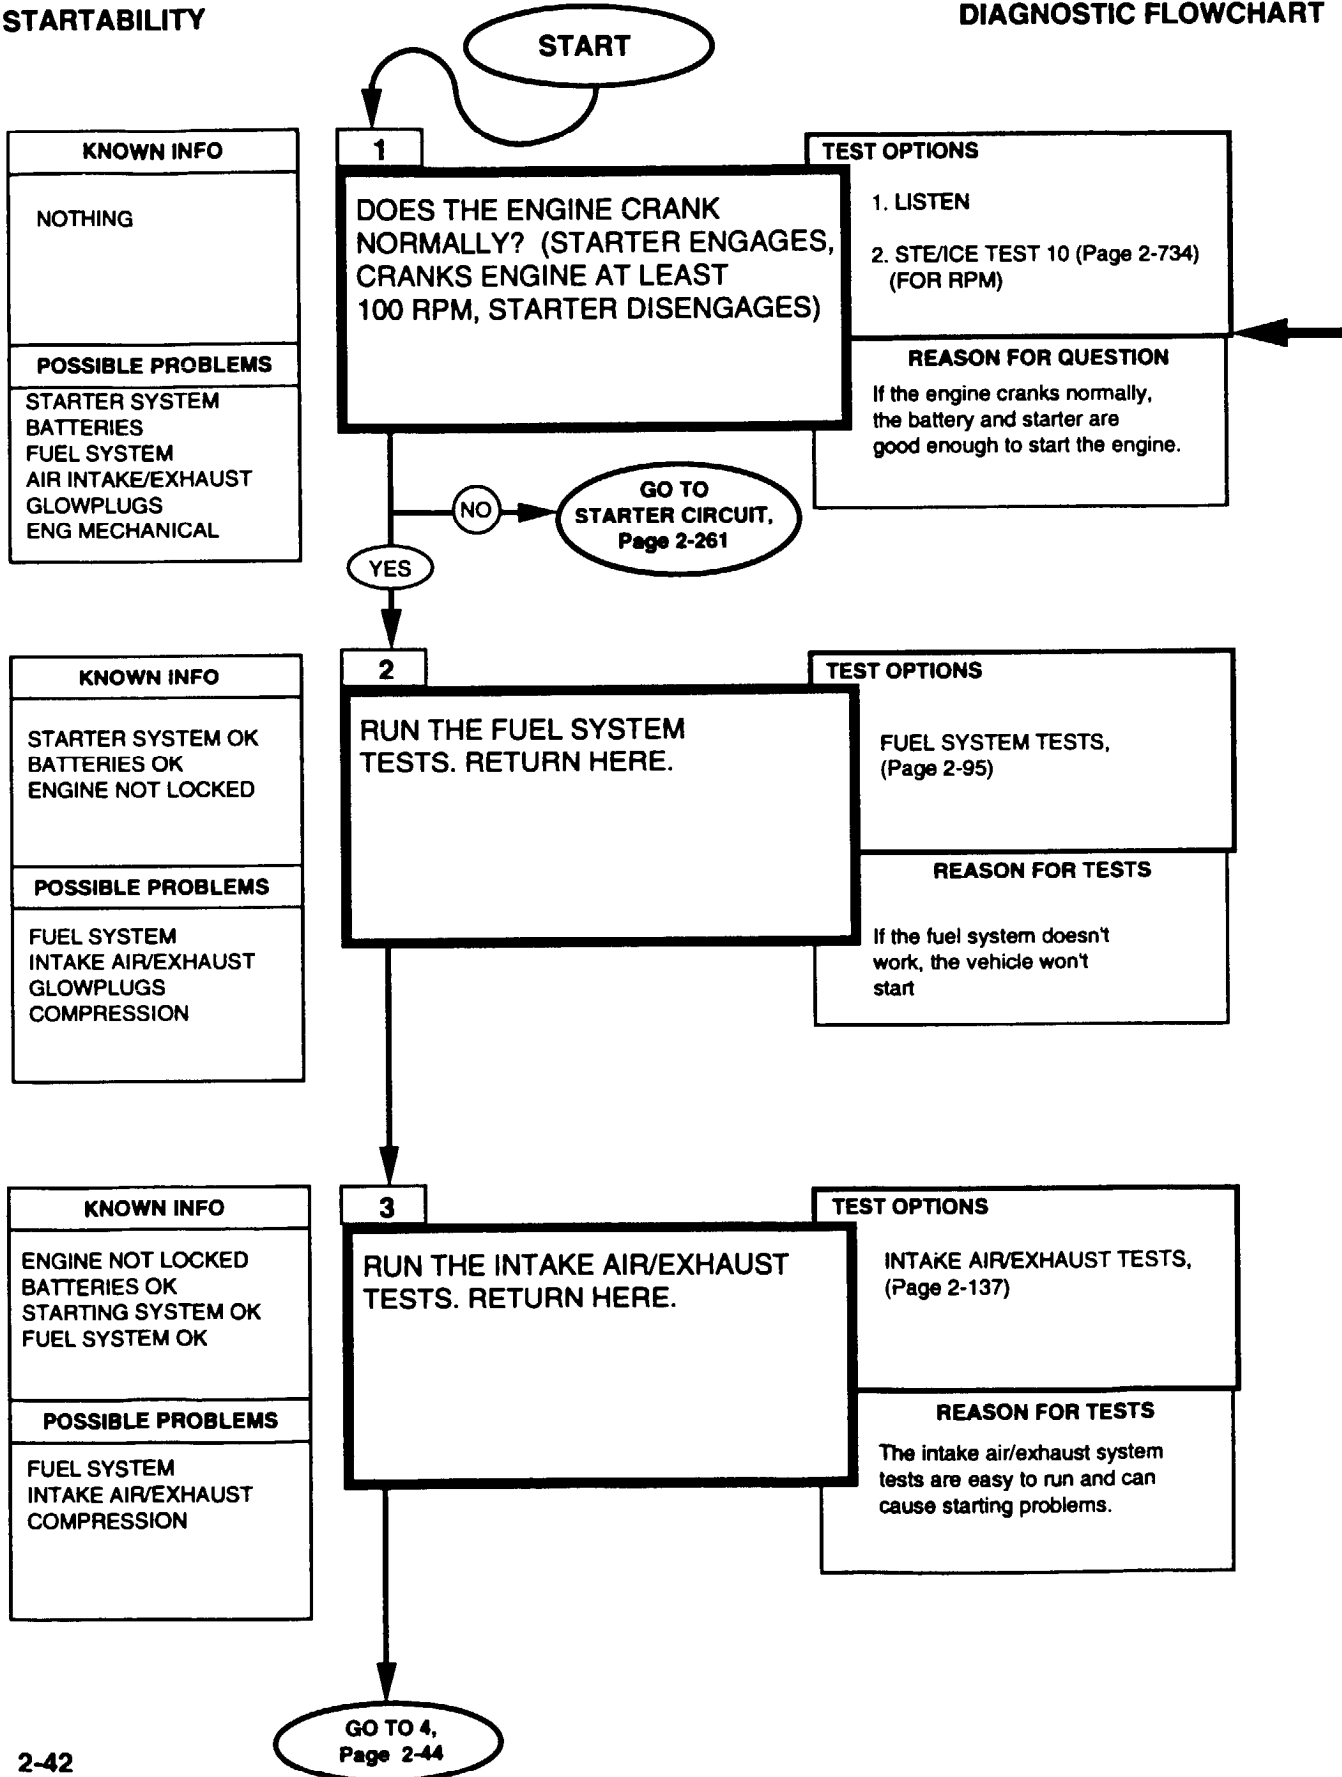 STARTABILITY
DIAGNOSTIC FLOWCHART
START
KNOWN INFO
NOTHING
POSSIBLE PROBLEMS
STARTER SYSTEM
BATTERIES
FUEL SYSTEM
AIR INTAKE/EXHAUST
GLOWPLUGS
ENG MECHANICAL
1
DOES THE ENGINE CRANK
NORMALLY? (STARTER ENGAGES,
CRANKS ENGINE AT LEAST
100 RPM, STARTER DISENGAGES)
TEST OPTIONS
1. LISTEN
2. STE/ICE TEST 10 (Page 2-734)
(FOR RPM)
REASON FOR QUESTION
If the engine cranks normally,
the battery and starter are
good enough to start the engine.
NO
GO TO
STARTER CIRCUIT,
Page 2-261
YES
KNOWN INFO
STARTER SYSTEM OK
BATTERIES OK
ENGINE NOT LOCKED
POSSIBLE PROBLEMS
FUEL SYSTEM
INTAKE AIR/EXHAUST
GLOWPLUGS
COMPRESSION
2
RUN THE FUEL SYSTEM
TESTS. RETURN HERE.
TEST OPTIONS
FUEL SYSTEM TESTS,
(Page 2-95)
REASON FOR TESTS
If the fuel system doesn't
work, the vehicle won't
start
KNOWN INFO
ENGINE NOT LOCKED
BATTERIES OK
STARTING SYSTEM OK
FUEL SYSTEM OK
POSSIBLE PROBLEMS
FUEL SYSTEM
INTAKE AIR/EXHAUST
COMPRESSION
3
RUN THE INTAKE AIR/EXHAUST
TESTS. RETURN HERE.
TEST OPTIONS
INTAKE AIR/EXHAUST TESTS,
(Page 2-137)
REASON FOR TESTS
The intake air/exhaust system
tests are easy to run and can
cause starting problems.
GO TO 4,
Page 2-44
2-42